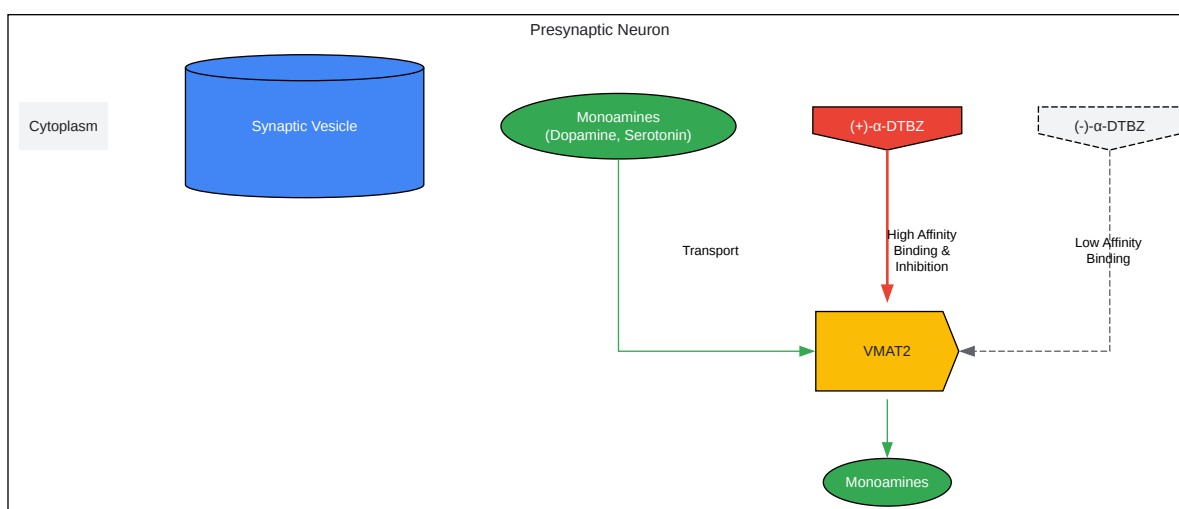 Presynaptic Neuron
Cytoplasm
Synaptic Vesicle
Monoamines
(Dopamine, Serotonin)
(+)-α-DTBZ
(-)-α-DTBZ
Transport
High Affinity
Binding &
Inhibition
Low Affinity
Binding
VMAT2
Monoamines